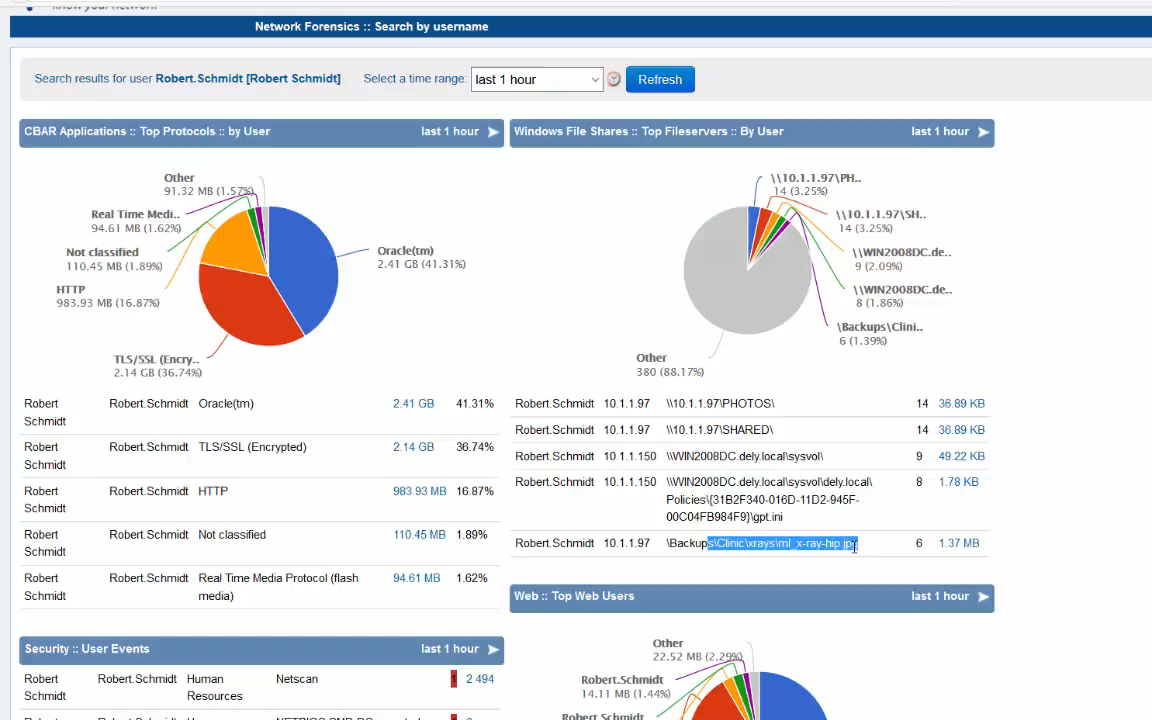 know your network
Network Forensics :: Search by username
Search results for user Robert.Schmidt [Robert Schmidt] Select a time range: last 1 hour Refresh
CBAR Applications :: Top Protocols :: by User last 1 hour
Other
91.32 MB (1.57%)
Real Time Medi..
94.61 MB (1.62%)
Not classified
110.45 MB (1.89%)
HTTP
983.93 MB (16.87%)
Oracle(tm)
2.41 GB (41.31%)
TLS/SSL (Encry..
2.14 GB (36.74%)
Robert Robert.Schmidt Oracle(tm) 2.41 GB 41.31%
Schmidt
Robert Robert.Schmidt TLS/SSL (Encrypted) 2.14 GB 36.74%
Schmidt
Robert Robert.Schmidt HTTP 983.93 MB 16.87%
Schmidt
Robert Robert.Schmidt Not classified 110.45 MB 1.89%
Schmidt
Robert Robert.Schmidt Real Time Media Protocol (flash 94.61 MB 1.62%
Schmidt media)
Security :: User Events last 1 hour
Robert Robert.Schmidt Human Netscan 2 494
Schmidt Resources
Windows File Shares :: Top Fileservers :: By User last 1 hour
\\10.1.1.97\PH..
14 (3.25%)
\\10.1.1.97\SH..
14 (3.25%)
\\WIN2008DC.de..
9 (2.09%)
\\WIN2008DC.de..
8 (1.86%)
\Backups\Clini..
6 (1.39%)
Other
380 (88.17%)
Robert.Schmidt 10.1.1.97 \\10.1.1.97\PHOTOS\ 14 36.89 KB
Robert.Schmidt 10.1.1.97 \\10.1.1.97\SHARED\ 14 36.89 KB
Robert.Schmidt 10.1.1.150 \\WIN2008DC.dely.local\sysvol\ 9 49.22 KB
Robert.Schmidt 10.1.1.150 \\WIN2008DC.dely.local\sysvol\dely.local\ 8 1.78 KB
Policies\{31B2F340-016D-11D2-945F-
00C04FB984F9}\gpt.ini
Robert.Schmidt 10.1.1.97 \Backups\Clinic\xrays\ml_x-ray-hip.jpg 6 1.37 MB
Web :: Top Web Users last 1 hour
Other
22.52 MB (2.29%)
Robert.Schmidt
14.11 MB (1.44%)
Robert.Schmidt